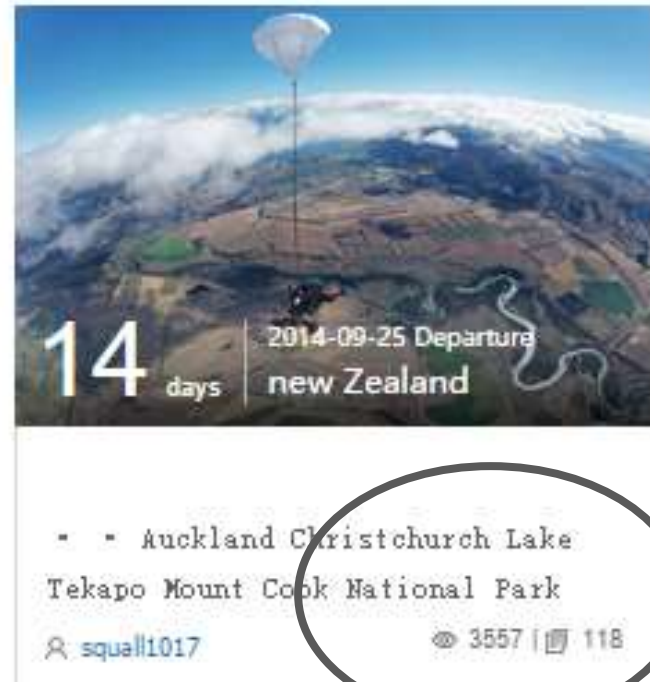 14 days
2014-09-25 Departure
new Zealand
- - Auckland Christchurch Lake
Tekapo Mount Cook National Park
squall1017
3557 | 118